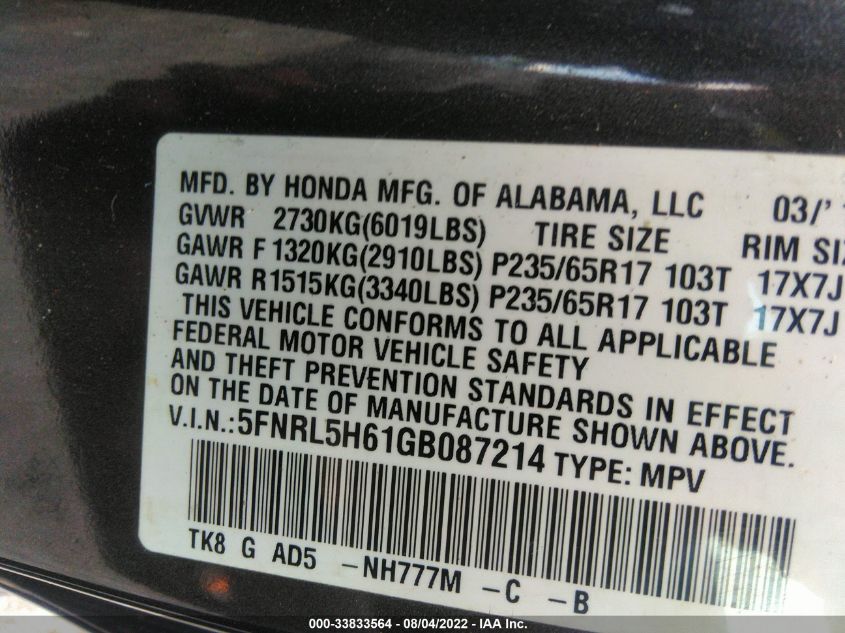 MFD. BY HONDA MFG. OF ALABAMA, LLC 03/'
GVWR 2730KG(6019LBS) TIRE SIZE RIM SIZ
GAWR F 1320KG(2910LBS) P235/65R17 103T 17X7J
GAWR R1515KG(3340LBS) P235/65R17 103T 17X7J
THIS VEHICLE CONFORMS TO ALL APPLICABLE
FEDERAL MOTOR VEHICLE SAFETY
AND THEFT PREVENTION STANDARDS IN EFFECT
ON THE DATE OF MANUFACTURE SHOWN ABOVE.
V.I.N.:5FNRL5H61GB087214 TYPE: MPV
TK8 G AD5 -NH777M -C -B
000-33833564 - 08/04/2022 - IAA Inc.